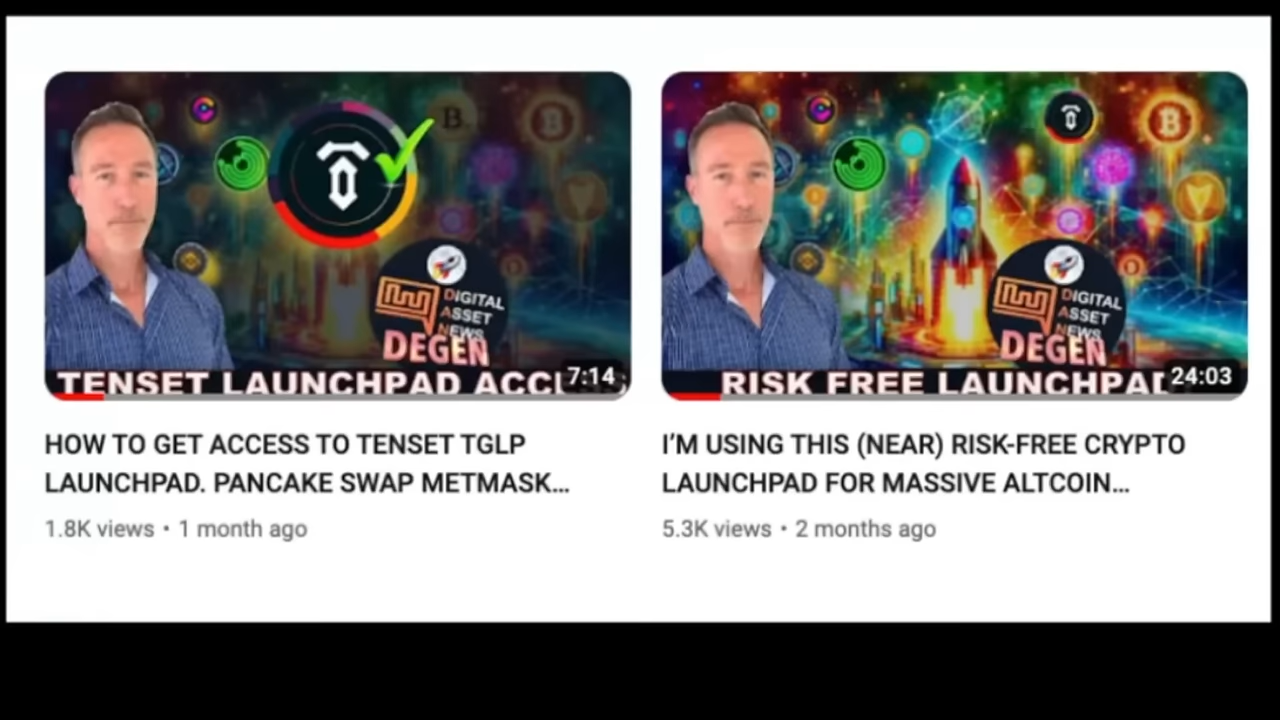 DIGITAL
ASSET
NEWS
DEGEN
TENSET LAUNCHPAD
7:14
HOW TO GET ACCESS TO TENSET TGLP
LAUNCHPAD. PANCAKE SWAP METMASK...
1.8K views • 1 month ago
DIGITAL
ASSET
NEWS
DEGEN
RISK FREE LAUNCHPAD
24:03
I'M USING THIS (NEAR) RISK-FREE CRYPTO
LAUNCHPAD FOR MASSIVE ALTCOIN...
5.3K views • 2 months ago